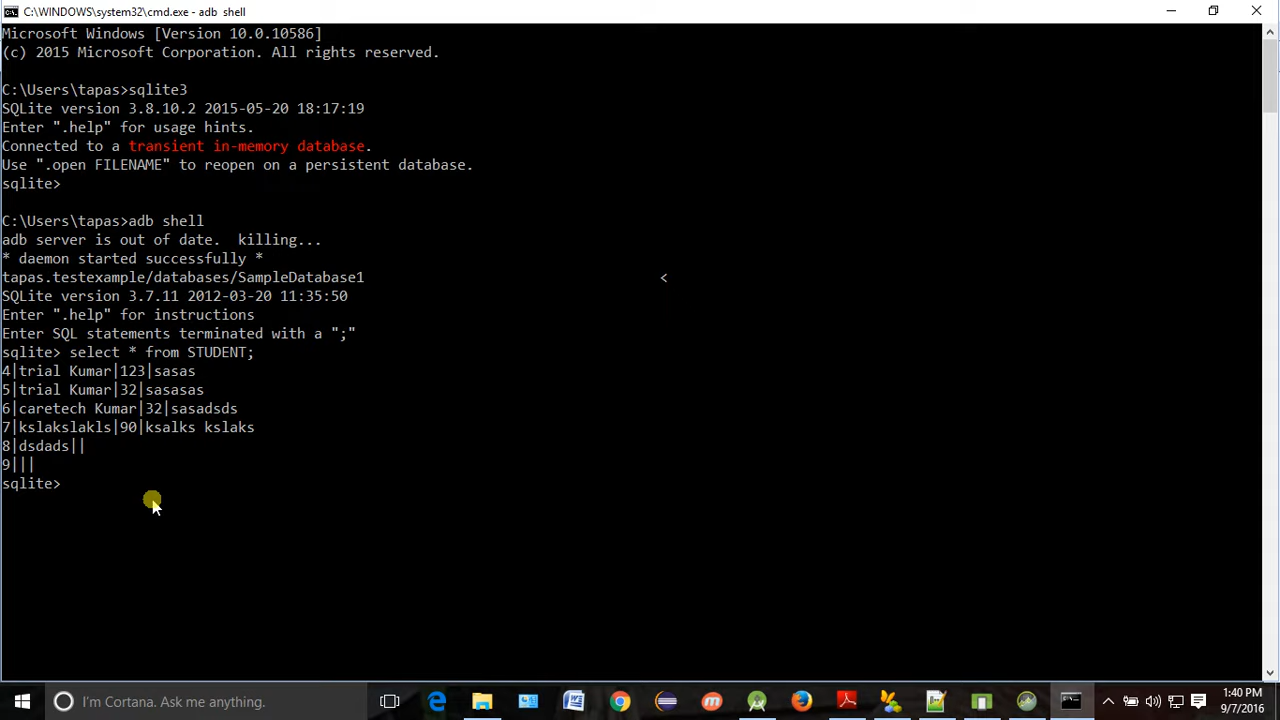 C:\WINDOWS\system32\cmd.exe - adb shell
Microsoft Windows [Version 10.0.10586]
(c) 2015 Microsoft Corporation. All rights reserved.
C:\Users\tapas>sqlite3
SQLite version 3.8.10.2 2015-05-20 18:17:19
Enter ".help" for usage hints.
Connected to a transient in-memory database.
Use ".open FILENAME" to reopen on a persistent database.
sqlite>
C:\Users\tapas>adb shell
adb server is out of date.  killing...
* daemon started successfully *
tapas.testexample/databases/SampleDatabase1 <
SQLite version 3.7.11 2012-03-20 11:35:50
Enter ".help" for instructions
Enter SQL statements terminated with a ";"
sqlite> select * from STUDENT;
4|trial Kumar|123|sasas
5|trial Kumar|32|sasasas
6|caretech Kumar|32|sasadsds
7|kslakslakls|90|ksalks kslaks
8|dsdads||
9|||
sqlite>
I'm Cortana. Ask me anything.
1:40 PM
9/7/2016